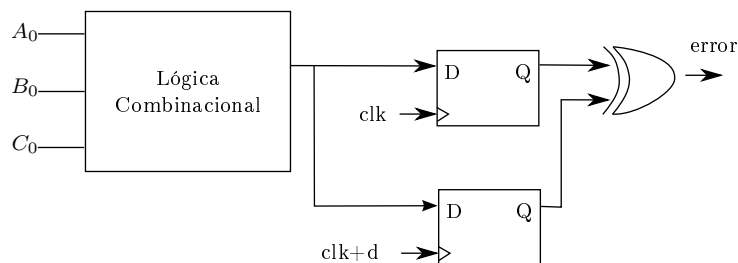 A0
B0
C0
Lógica
Combinacional
D
Q
clk
error
D
Q
clk+d